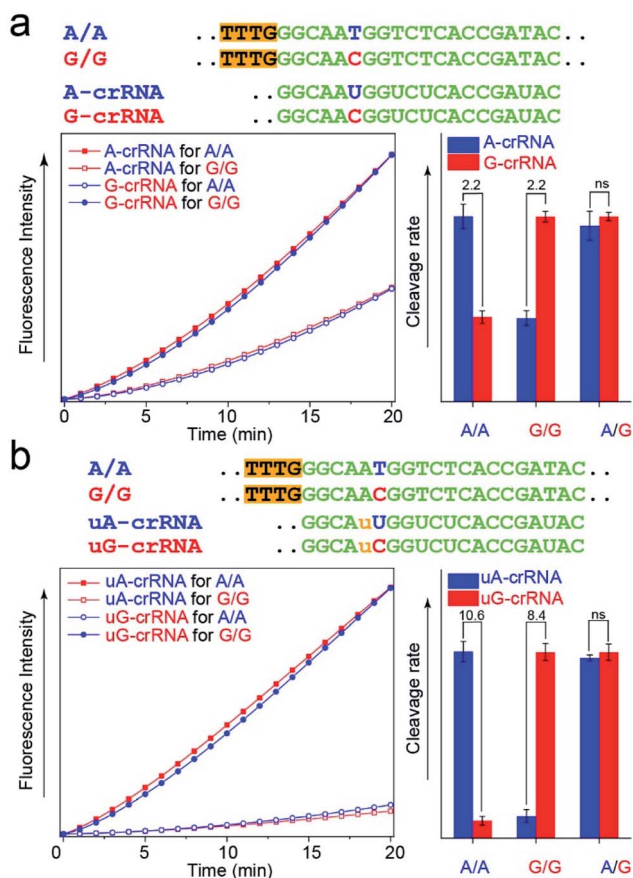 a
A/A ..TTTGGGCAATGGTCTCACCGATAC..
G/G ..TTTGGGCAACGGTCTCACCGATAC..
A-crRNA ..GGCAAUGGUCUCACCGAUAC
G-crRNA ..GGCAACGGUCUCACCGAUAC
Fluorescence Intensity
A-crRNA for A/A
A-crRNA for G/G
G-crRNA for A/A
G-crRNA for G/G
0 5 10 15 20
Time (min)
Cleavage rate
A-crRNA
G-crRNA
2.2 2.2 ns
A/A G/G A/G
b
A/A ..TTTGGGCAATGGTCTCACCGATAC..
G/G ..TTTGGGCAACGGTCTCACCGATAC..
uA-crRNA ..GGCAuUGGUCUCACCGAUAC
uG-crRNA ..GGCAuCGGUCUCACCGAUAC
Fluorescence Intensity
uA-crRNA for A/A
uA-crRNA for G/G
uG-crRNA for A/A
uG-crRNA for G/G
0 5 10 15 20
Time (min)
Cleavage rate
uA-crRNA
uG-crRNA
10.6 8.4 ns
A/A G/G A/G